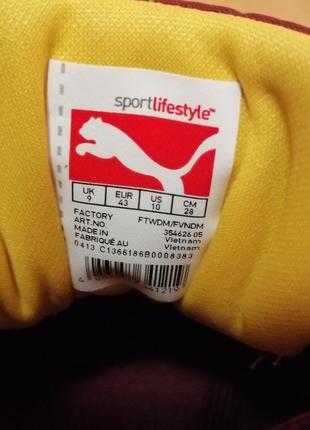 sportlifestyle™
UK EUR US CM
9 43 10 28
FACTORY FTWDM/FVNDM
ART.NO. 354626 05
MADE IN Vietnam
FABRIQUÉ AU Vietnam
0413 C1366186B0008383